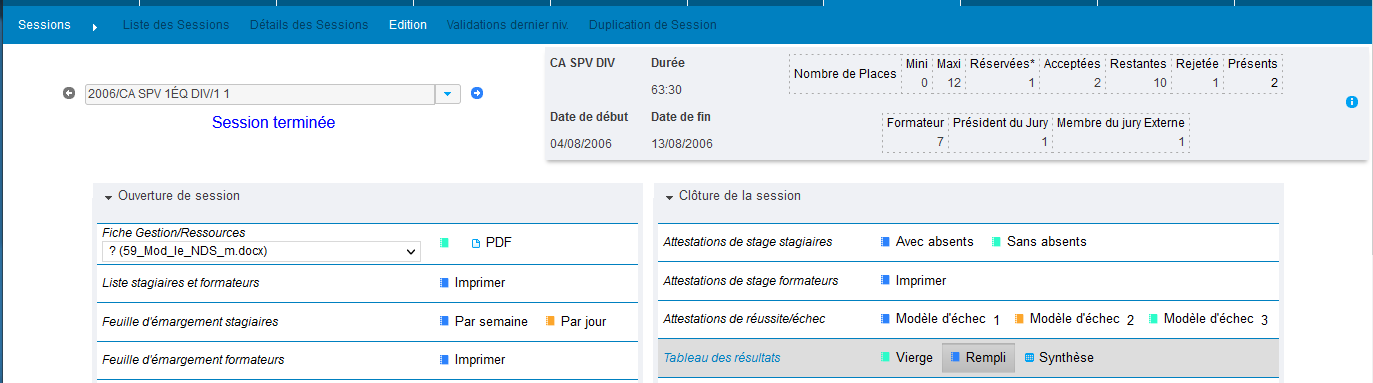 Sessions Liste des Sessions Détails des Sessions Edition Validations dernier niv. Duplication de Session
2006/CA SPV 1ÉQ DIV/1 1
Session terminée
CA SPV DIV Durée
63:30
Date de début Date de fin
04/08/2006 13/08/2006
Nombre de Places Mini Maxi Réservées* Acceptées Restantes Rejetée Présents
0 12 1 2 10 1 2
Formateur Président du Jury Membre du jury Externe
7 1 1
Ouverture de session
Fiche Gestion/Ressources
? (59_Mod_le_NDS_m.docx) PDF
Liste stagiaires et formateurs Imprimer
Feuille d'émargement stagiaires Par semaine Par jour
Feuille d'émargement formateurs Imprimer
Clôture de la session
Attestations de stage stagiaires Avec absents Sans absents
Attestations de stage formateurs Imprimer
Attestations de réussite/échec Modèle d'échec 1 Modèle d'échec 2 Modèle d'échec 3
Tableau des résultats Vierge Rempli Synthèse